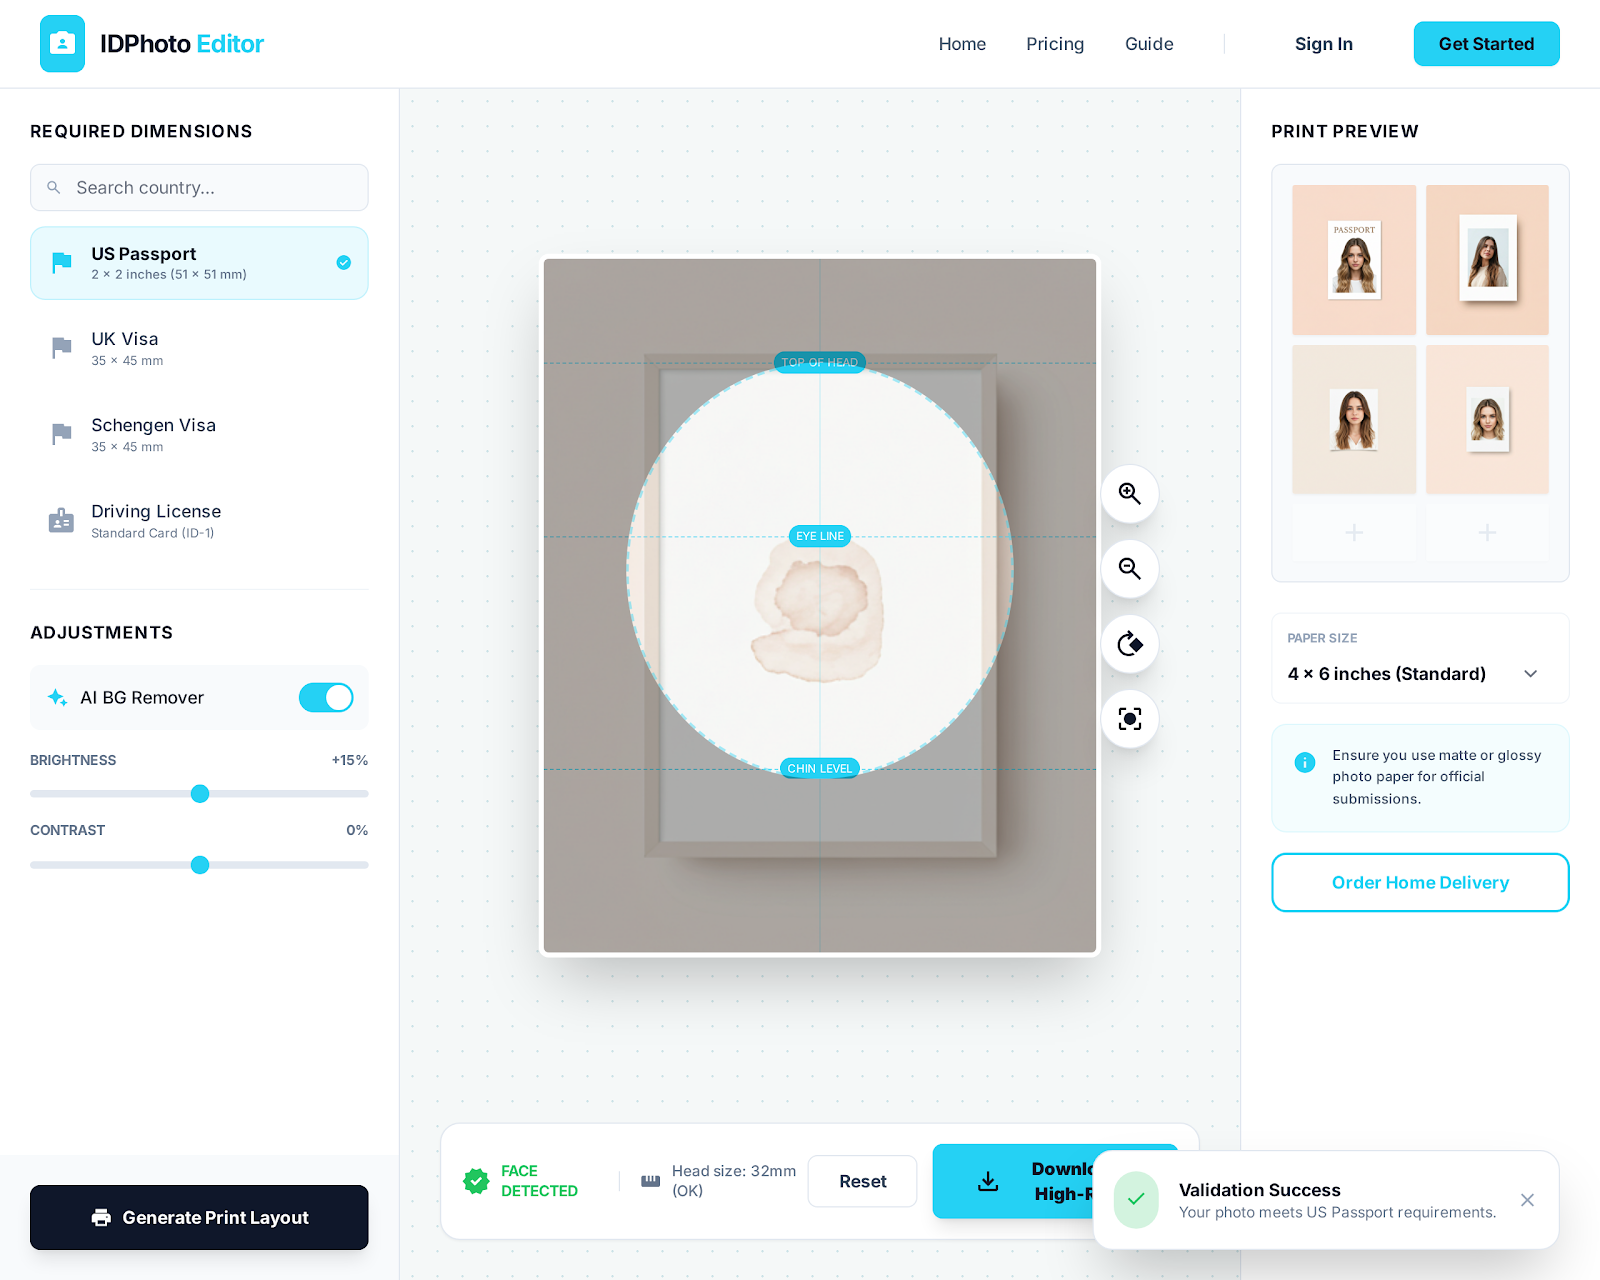 IDPhoto Editor
Home
Pricing
Guide
Sign In
Get Started
REQUIRED DIMENSIONS
Search country...
US Passport
2 × 2 inches (51 × 51 mm)
UK Visa
35 × 45 mm
Schengen Visa
35 × 45 mm
Driving License
Standard Card (ID-1)
ADJUSTMENTS
AI BG Remover
BRIGHTNESS
+15%
CONTRAST
0%
Generate Print Layout
TOP OF HEAD
EYE LINE
CHIN LEVEL
FACE
DETECTED
Head size: 32mm
(OK)
Reset
PRINT PREVIEW
PASSPORT
PAPER SIZE
4 × 6 inches (Standard)
Ensure you use matte or glossy
photo paper for official
submissions.
Order Home Delivery
Validation Success
Your photo meets US Passport requirements.